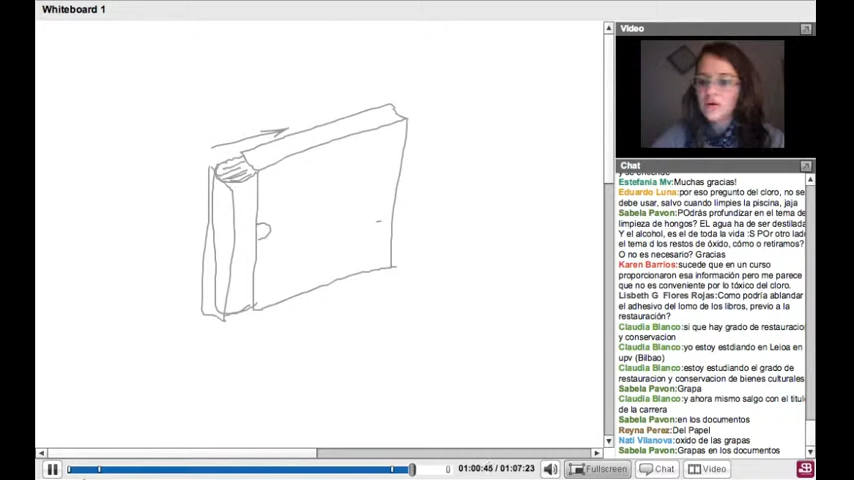 Whiteboard 1
Video
Chat
y se entiende
Estefania Mv:Muchas gracias!
Eduardo Luna:por eso pregunto del cloro, no se
debe usar, salvo cuando limpies la piscina, jaja
Sabela Pavon:POdrás profundizar en el tema de
limpieza de hongos? EL agua ha de ser destilada
Y el alcohol, es el de toda la vida :S POr otro lado
el tema d los restos de óxido, cómo o retiramos?
O no es necesario? Gracias
Karen Barrios:sucede que en un curso
proporcionaron esa información pero me parece
que no es conveniente por lo tóxico del cloro.
Lisbeth G Flores Rojas:Como podría ablandar
el adhesivo del lomo de los libros, previo a la
restauración?
Claudia Blanco:si que hay grado de restauracio
y conservacion
Claudia Blanco:yo estoy estdiando en Leioa en
upv (Bilbao)
Claudia Blanco:estoy estudiando el grado de
restauracion y conservacion de bienes culturales
Sabela Pavon:Grapa
Claudia Blanco:y ahora mismo salgo con el titulo
de la carrera
Sabela Pavon:en los documentos
Reyna Perez:Del Papel
Nati Vilanova:oxido de las grapas
Sabela Pavon:Grapas en los documentos
01:00:45 / 01:07:23
Fullscreen
Chat
Video